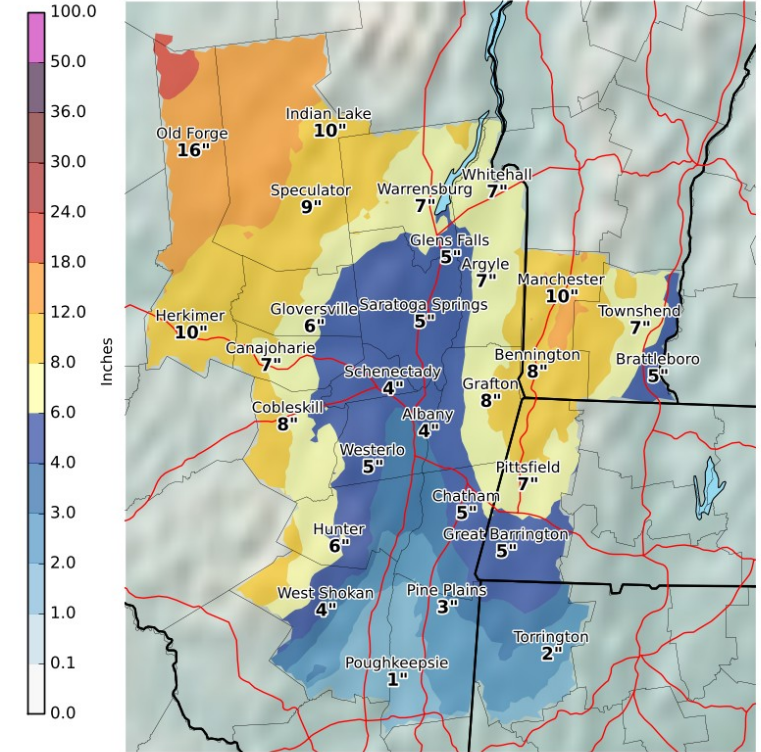 100.0
50.0
36.0
30.0
24.0
18.0
12.0
8.0
6.0
4.0
3.0
2.0
1.0
0.1
0.0
Inches
Old Forge
16"
Indian Lake
10"
Speculator
9"
Warrensburg
7"
Whitehall
7"
Glens Falls
5"
Argyle
7"
Manchester
10"
Herkimer
10"
Gloversville
6"
Saratoga Springs
5"
Townshend
7"
Canajoharie
7"
Schenectady
4"
Bennington
8"
Brattleboro
5"
Cobleskill
8"
Albany
4"
Grafton
8"
Westerlo
5"
Pittsfield
7"
Chatham
5"
Hunter
6"
Great Barrington
5"
West Shokan
4"
Pine Plains
3"
Torrington
2"
Poughkeepsie
1"